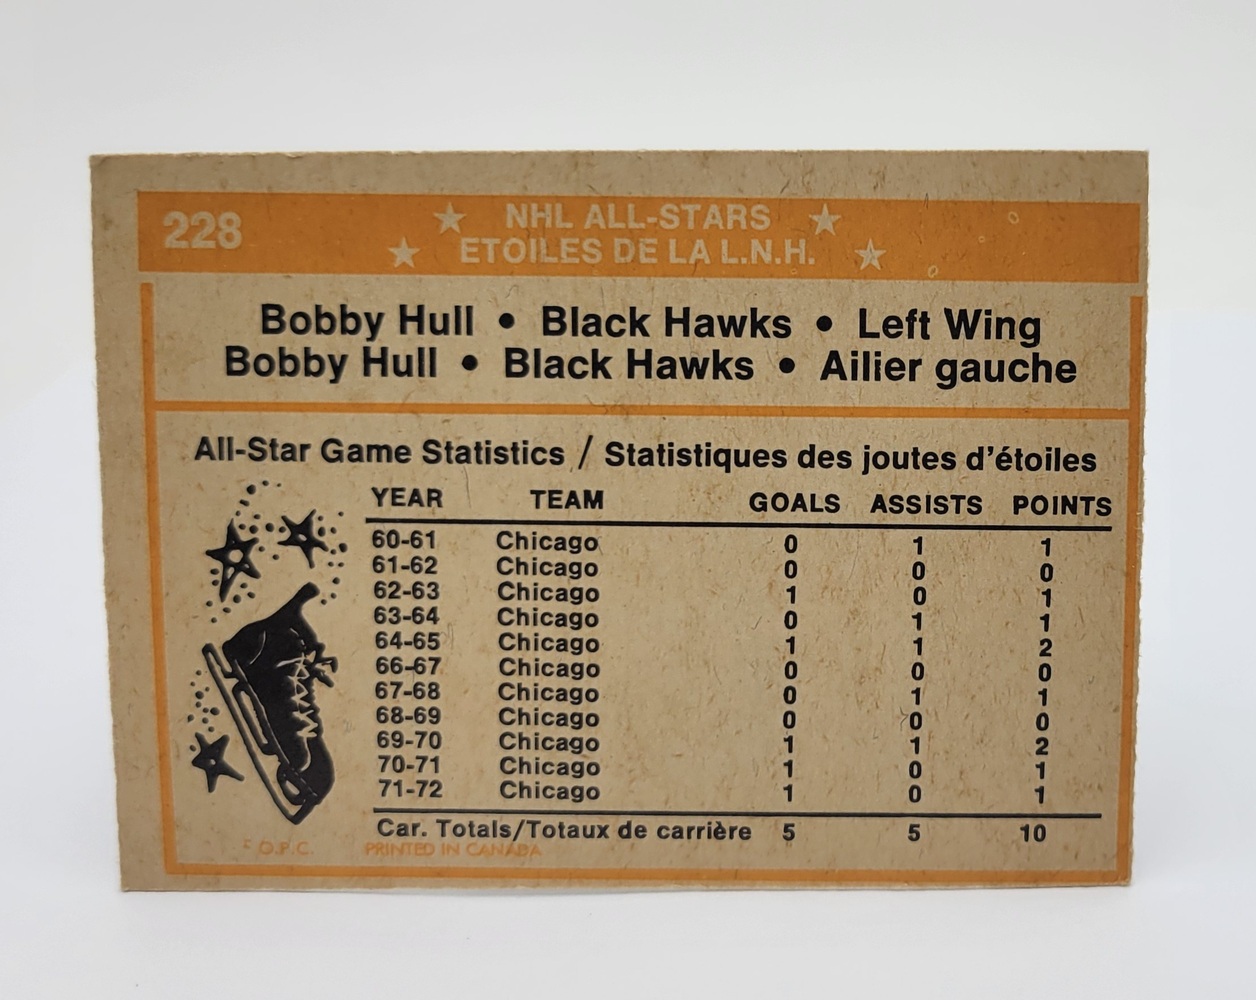 228
NHL ALL-STARS
ETOILES DE LA L.N.H.
Bobby Hull • Black Hawks • Left Wing
Bobby Hull • Black Hawks • Ailier gauche
All-Star Game Statistics / Statistiques des joutes d'étoiles
YEAR TEAM GOALS ASSISTS POINTS
60-61 Chicago 0 1 1
61-62 Chicago 0 0 0
62-63 Chicago 1 0 1
63-64 Chicago 0 1 1
64-65 Chicago 1 1 2
66-67 Chicago 0 0 0
67-68 Chicago 0 1 1
68-69 Chicago 0 0 0
69-70 Chicago 1 1 2
70-71 Chicago 1 0 1
71-72 Chicago 1 0 1
Car. Totals/Totaux de carrière 5 5 10
O.P.C. PRINTED IN CANADA